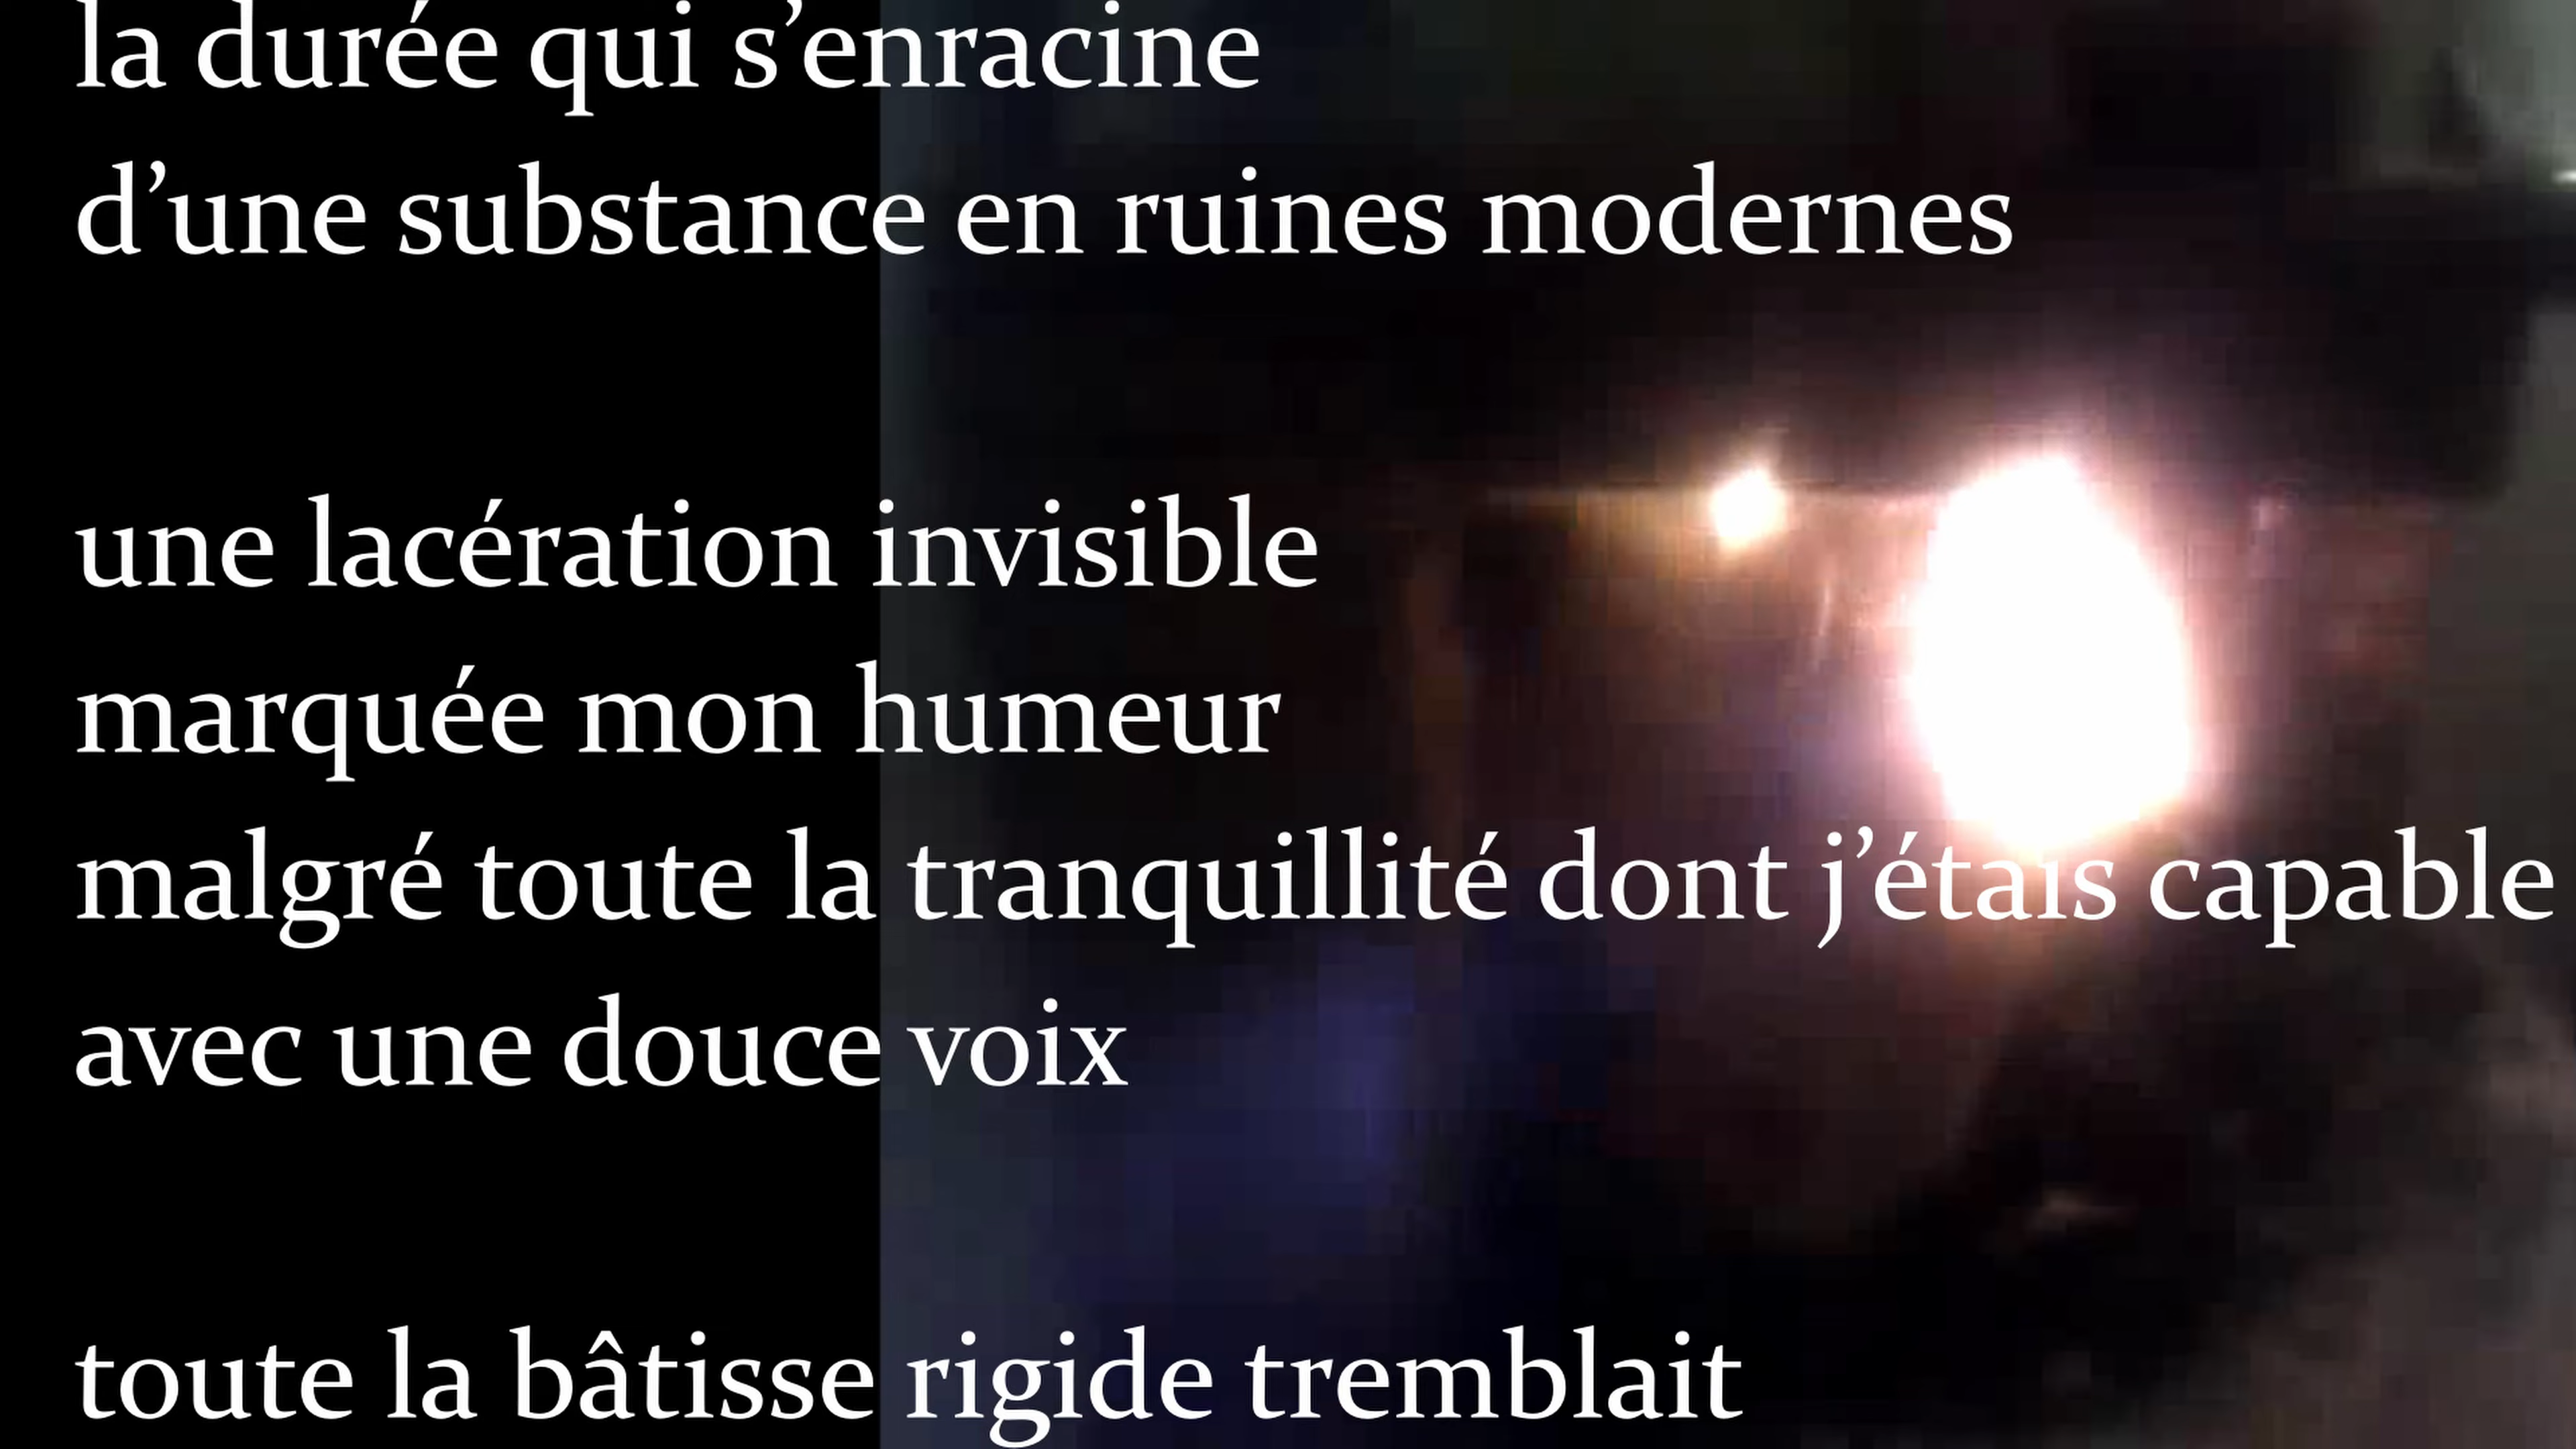 la durée qui s’enracine
d’une substance en ruines modernes
une lacération invisible
marquée mon humeur
malgré toute la tranquillité dont j’étais capable
avec une douce voix
toute la bâtisse rigide tremblait